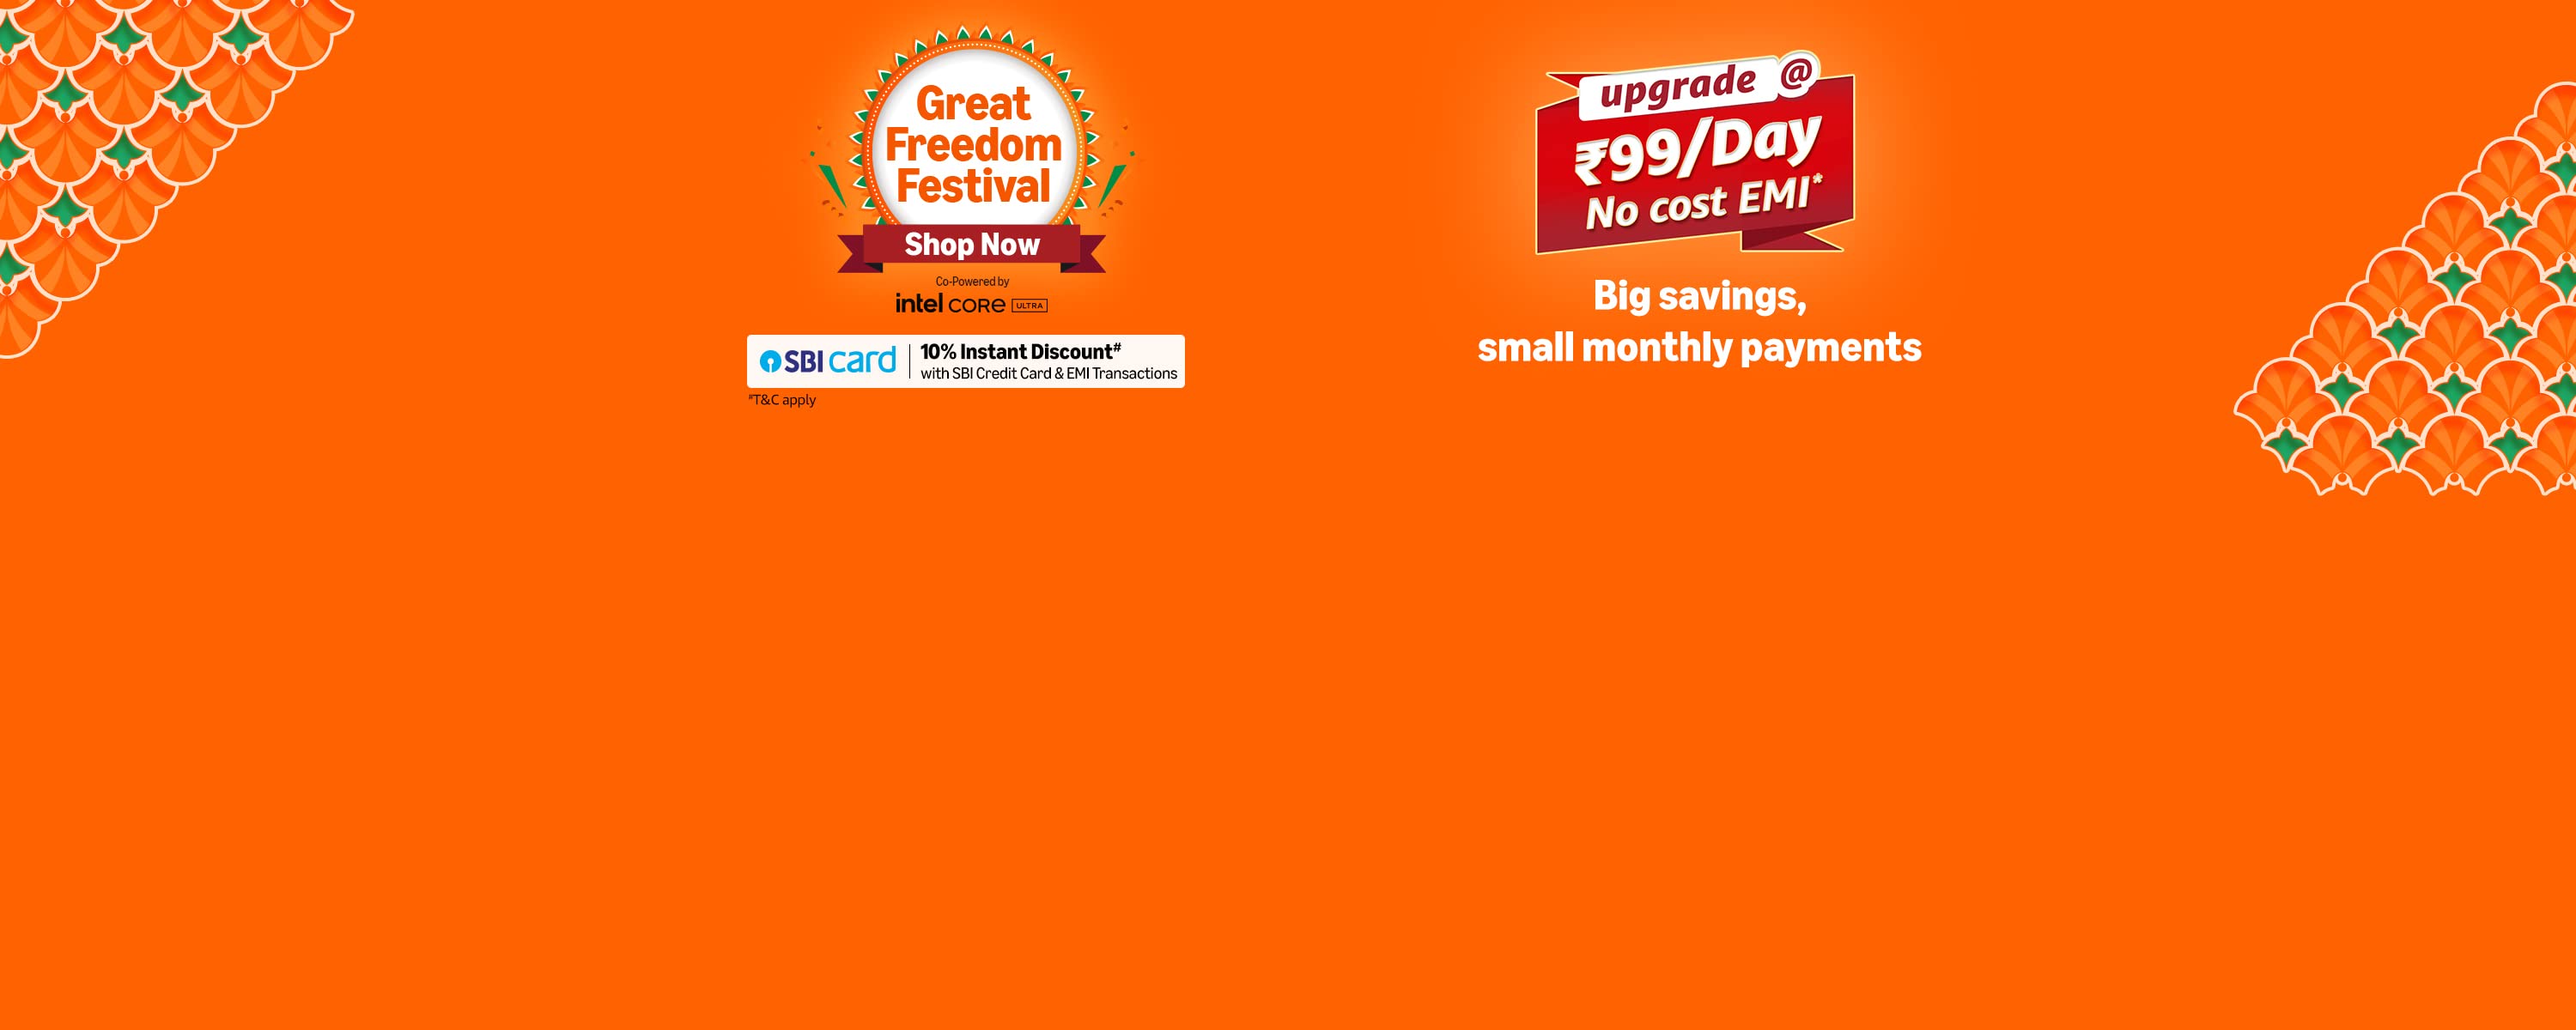 Great
Freedom
Festival
Shop Now
Co-Powered by
intel CORE ULTRA
SBI card
10% Instant Discount#
with SBI Credit Card & EMI Transactions
#T&C apply
upgrade @
₹99/Day
No cost EMI*
Big savings,
small monthly payments